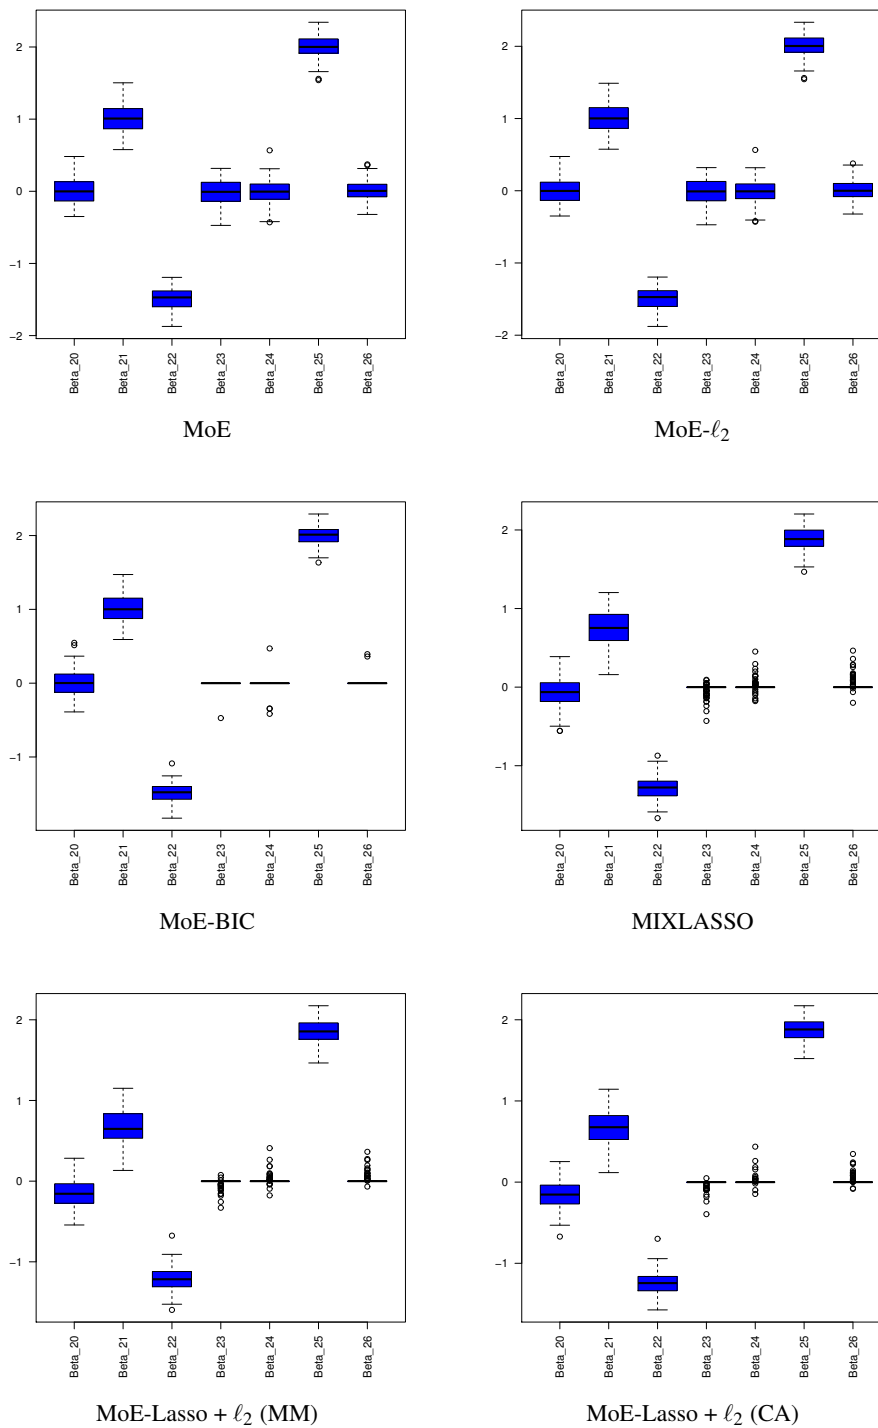 2
1
0
−1
−2
Beta_20
Beta_21
Beta_22
Beta_23
Beta_24
Beta_25
Beta_26
MoE
2
1
0
−1
−2
Beta_20
Beta_21
Beta_22
Beta_23
Beta_24
Beta_25
Beta_26
MoE-ℓ₂
2
1
0
−1
Beta_20
Beta_21
Beta_22
Beta_23
Beta_24
Beta_25
Beta_26
MoE-BIC
2
1
0
−1
Beta_20
Beta_21
Beta_22
Beta_23
Beta_24
Beta_25
Beta_26
MIXLASSO
2
1
0
−1
Beta_20
Beta_21
Beta_22
Beta_23
Beta_24
Beta_25
Beta_26
MoE-Lasso + ℓ₂ (MM)
2
1
0
−1
Beta_20
Beta_21
Beta_22
Beta_23
Beta_24
Beta_25
Beta_26
MoE-Lasso + ℓ₂ (CA)